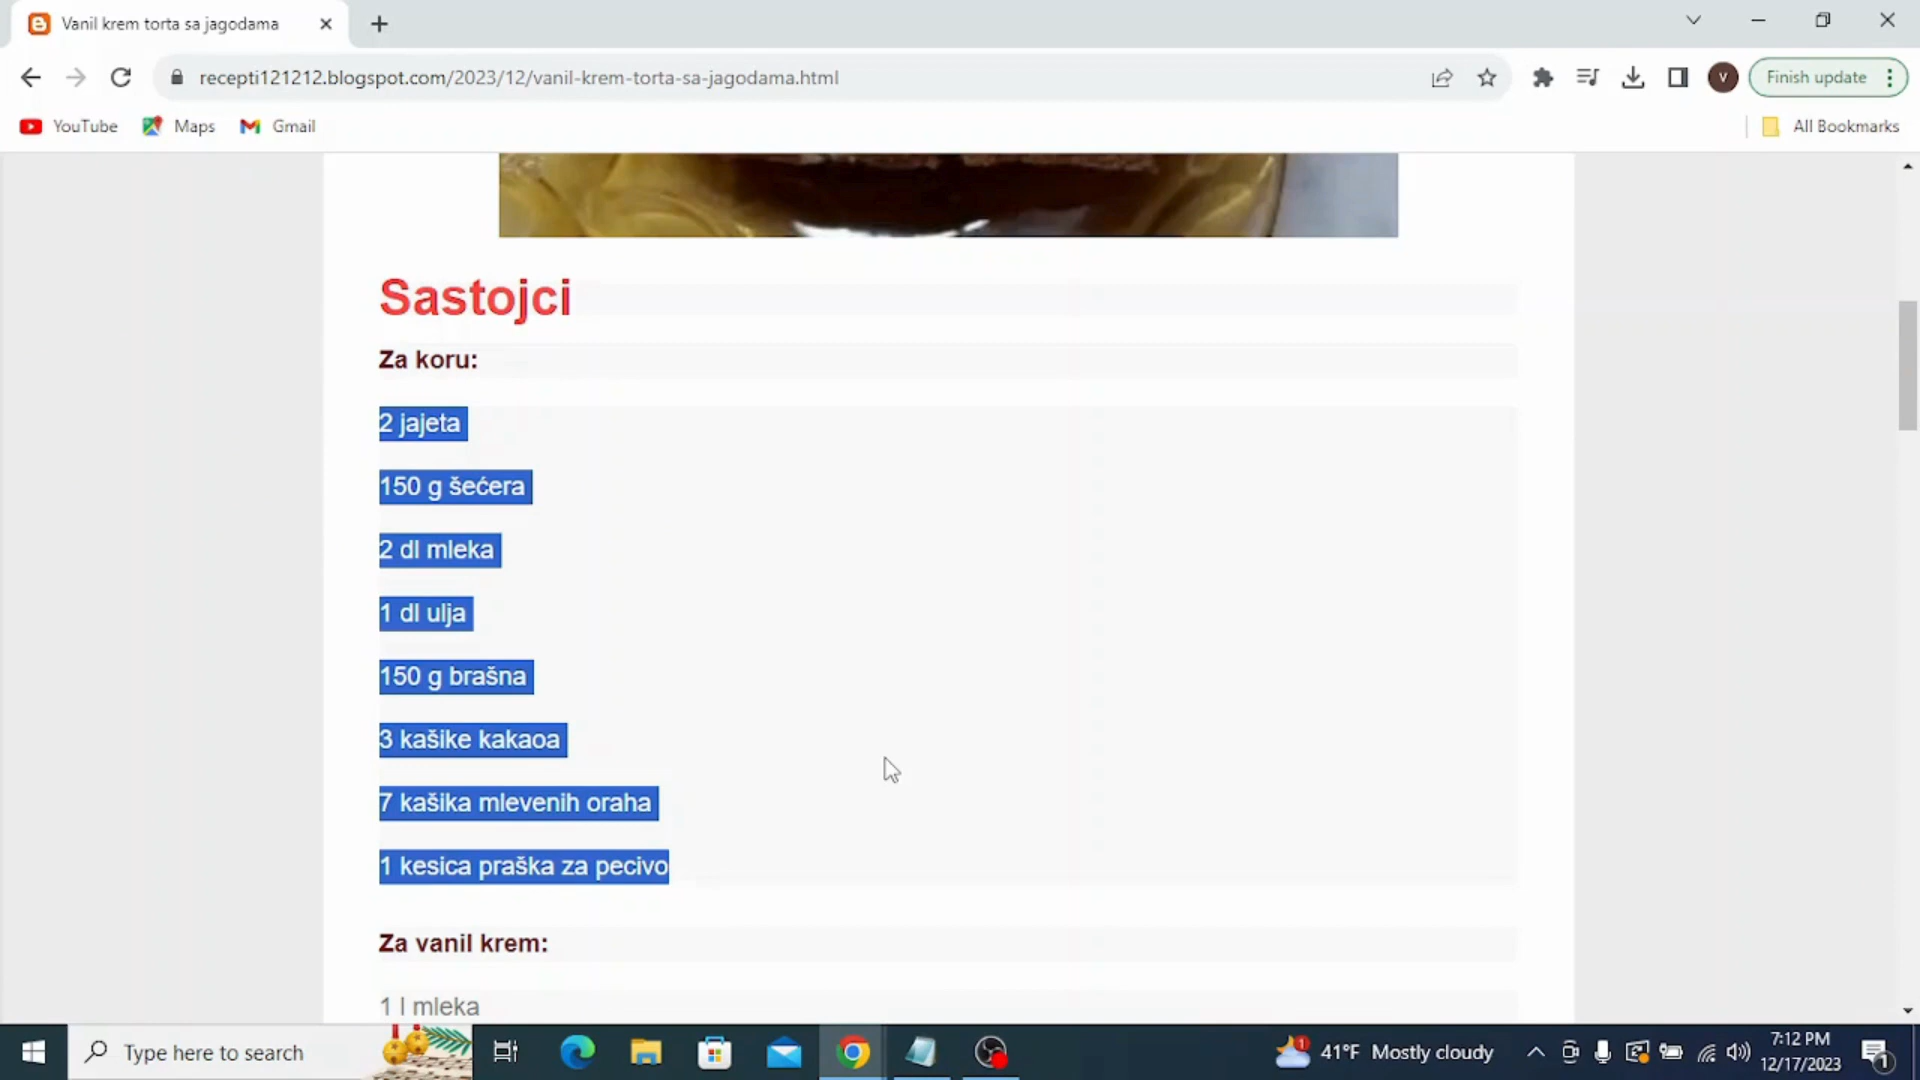 Vanil krem torta sa jagodama
recepti121212.blogspot.com/2023/12/vanil-krem-torta-sa-jagodama.html
V
Finish update
YouTube
Maps
Gmail
All Bookmarks
Sastojci
Za koru:
2 jajeta
150 g šećera
2 dl mleka
1 dl ulja
150 g brašna
3 kašike kakaoa
7 kašika mlevenih oraha
1 kesica praška za pecivo
Za vanil krem:
1 l mleka
Type here to search
1
41°F Mostly cloudy
7:12 PM
12/17/2023
1